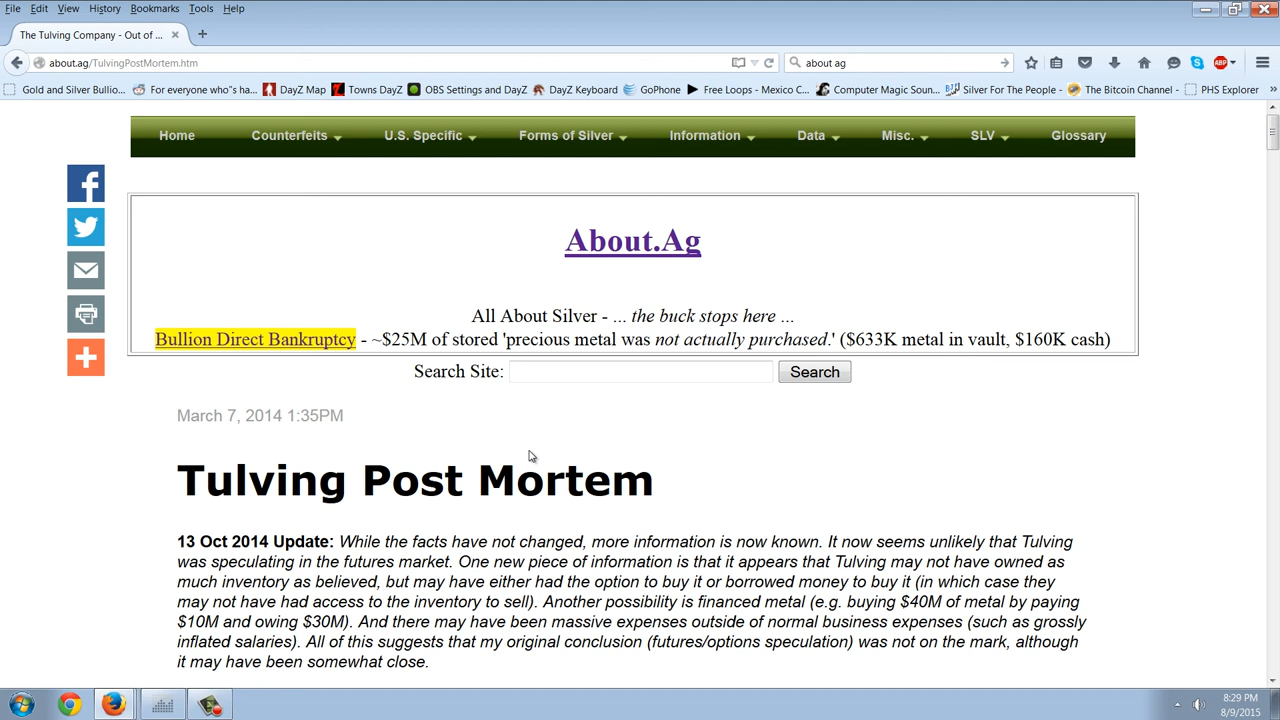 File Edit View History Bookmarks Tools Help
The Tulving Company - Out of ...
about.ag/TulvingPostMortem.htm
about ag
Gold and Silver Bullio... For everyone who"s ha... DayZ Map Towns DayZ OBS Settings and DayZ DayZ Keyboard GoPhone Free Loops - Mexico C... Computer Magic Soun... Silver For The People - ... The Bitcoin Channel - ... PHS Explorer
Home Counterfeits U.S. Specific Forms of Silver Information Data Misc. SLV Glossary
About.Ag
All About Silver - ... the buck stops here ...
Bullion Direct Bankruptcy - ~$25M of stored 'precious metal was not actually purchased.' ($633K metal in vault, $160K cash)
Search Site: Search
March 7, 2014 1:35PM
Tulving Post Mortem
13 Oct 2014 Update: While the facts have not changed, more information is now known. It now seems unlikely that Tulving
was speculating in the futures market. One new piece of information is that it appears that Tulving may not have owned as
much inventory as believed, but may have either had the option to buy it or borrowed money to buy it (in which case they
may not have had access to the inventory to sell). Another possibility is financed metal (e.g. buying $40M of metal by paying
$10M and owing $30M). And there may have been massive expenses outside of normal business expenses (such as grossly
inflated salaries). All of this suggests that my original conclusion (futures/options speculation) was not on the mark, although
it may have been somewhat close.
8:29 PM
8/9/2015